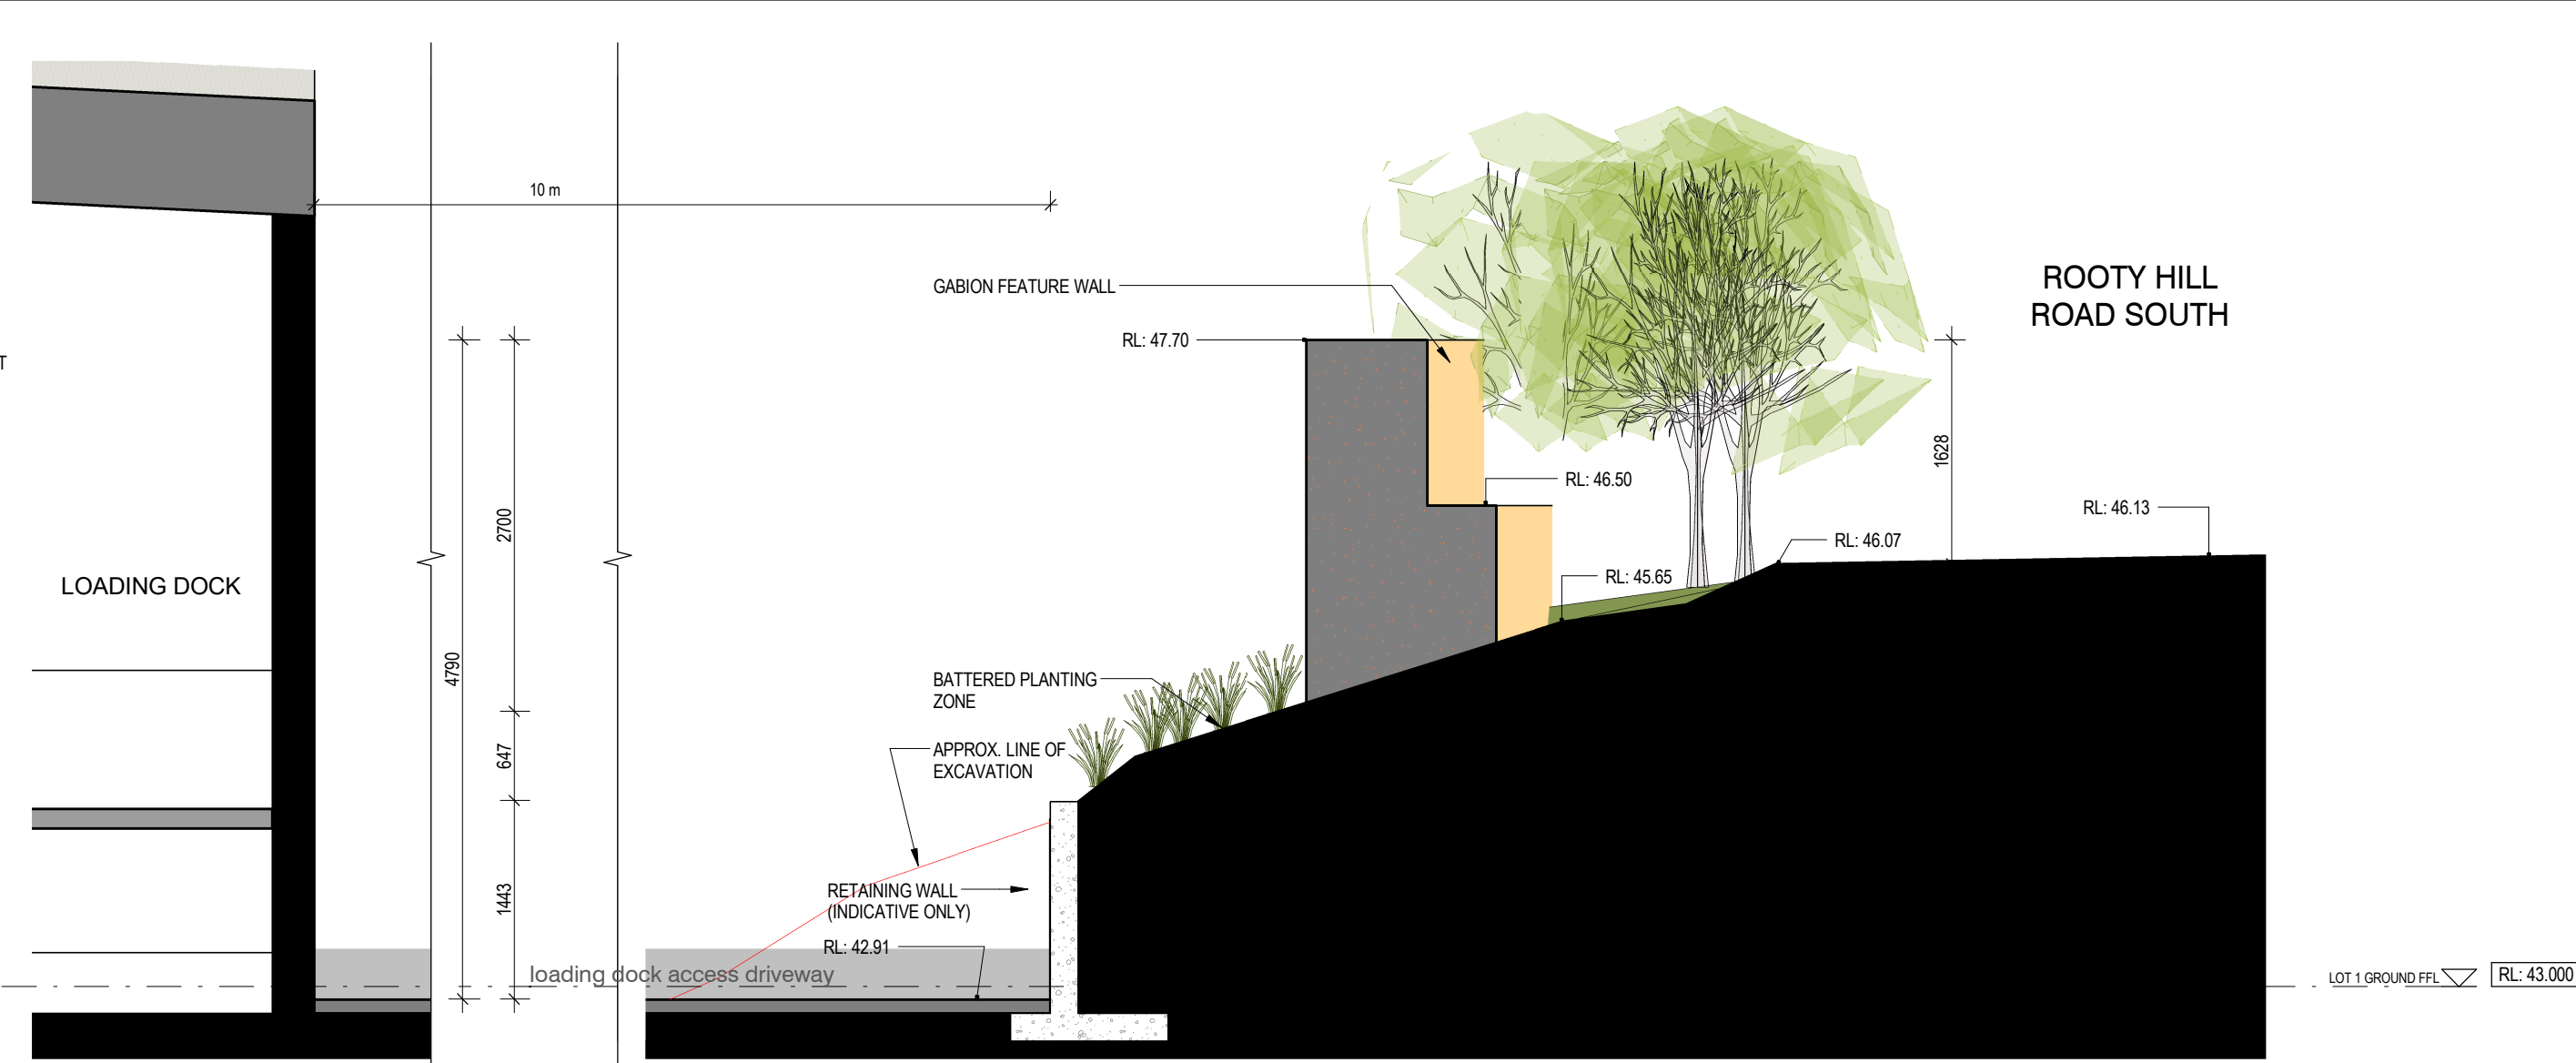 10 m
GABION FEATURE WALL
ROOTY HILL
ROAD SOUTH
RL: 47.70
T
1628
RL: 46.50
RL: 46.13
2700
RL: 46.07
LOADING DOCK
RL: 45.65
4790
BATTERED PLANTING
ZONE
647
APPROX. LINE OF
EXCAVATION
1443
RETAINING WALL
(INDICATIVE ONLY)
RL: 42.91
loading dock access driveway
LOT 1 GROUND FFL
RL: 43.000